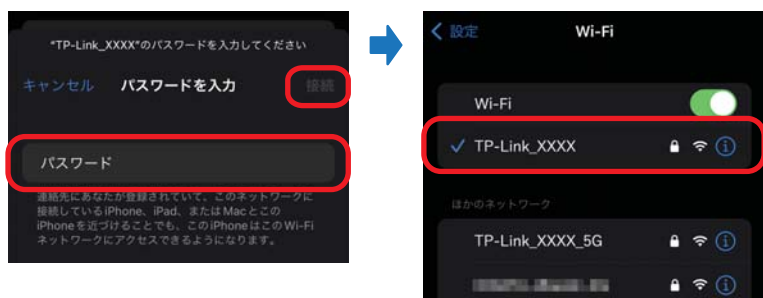 "TP-Link_XXXX"のパスワードを入力してください
キャンセル パスワードを入力 接続
パスワード
連絡先にあなたが登録されていて、このネットワークに
接続しているiPhone、iPad、またはMacとこの
iPhoneを近づけることでも、このiPhoneはこのWi-Fi
ネットワークにアクセスできるようになります。
設定 Wi-Fi
Wi-Fi
TP-Link_XXXX
ほかのネットワーク
TP-Link_XXXX_5G